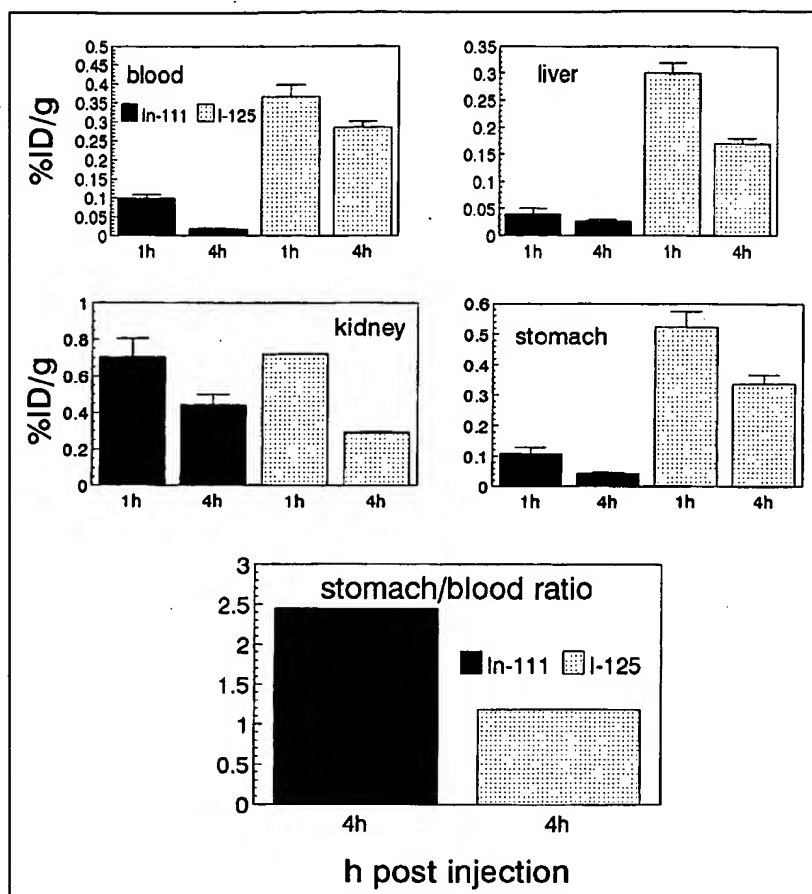 blood
In-111 I-125
%ID/g
0.5
0.45
0.4
0.35
0.3
0.25
0.2
0.15
0.1
0.05
0
1h 4h 1h 4h
liver
0.35
0.3
0.25
0.2
0.15
0.1
0.05
0
1h 4h 1h 4h
kidney
%ID/g
1
0.8
0.6
0.4
0.2
0
1h 4h 1h 4h
stomach
0.6
0.5
0.4
0.3
0.2
0.1
0
1h 4h 1h 4h
stomach/blood ratio
In-111 I-125
3
2.5
2
1.5
1
0.5
0
4h 4h
h post injection